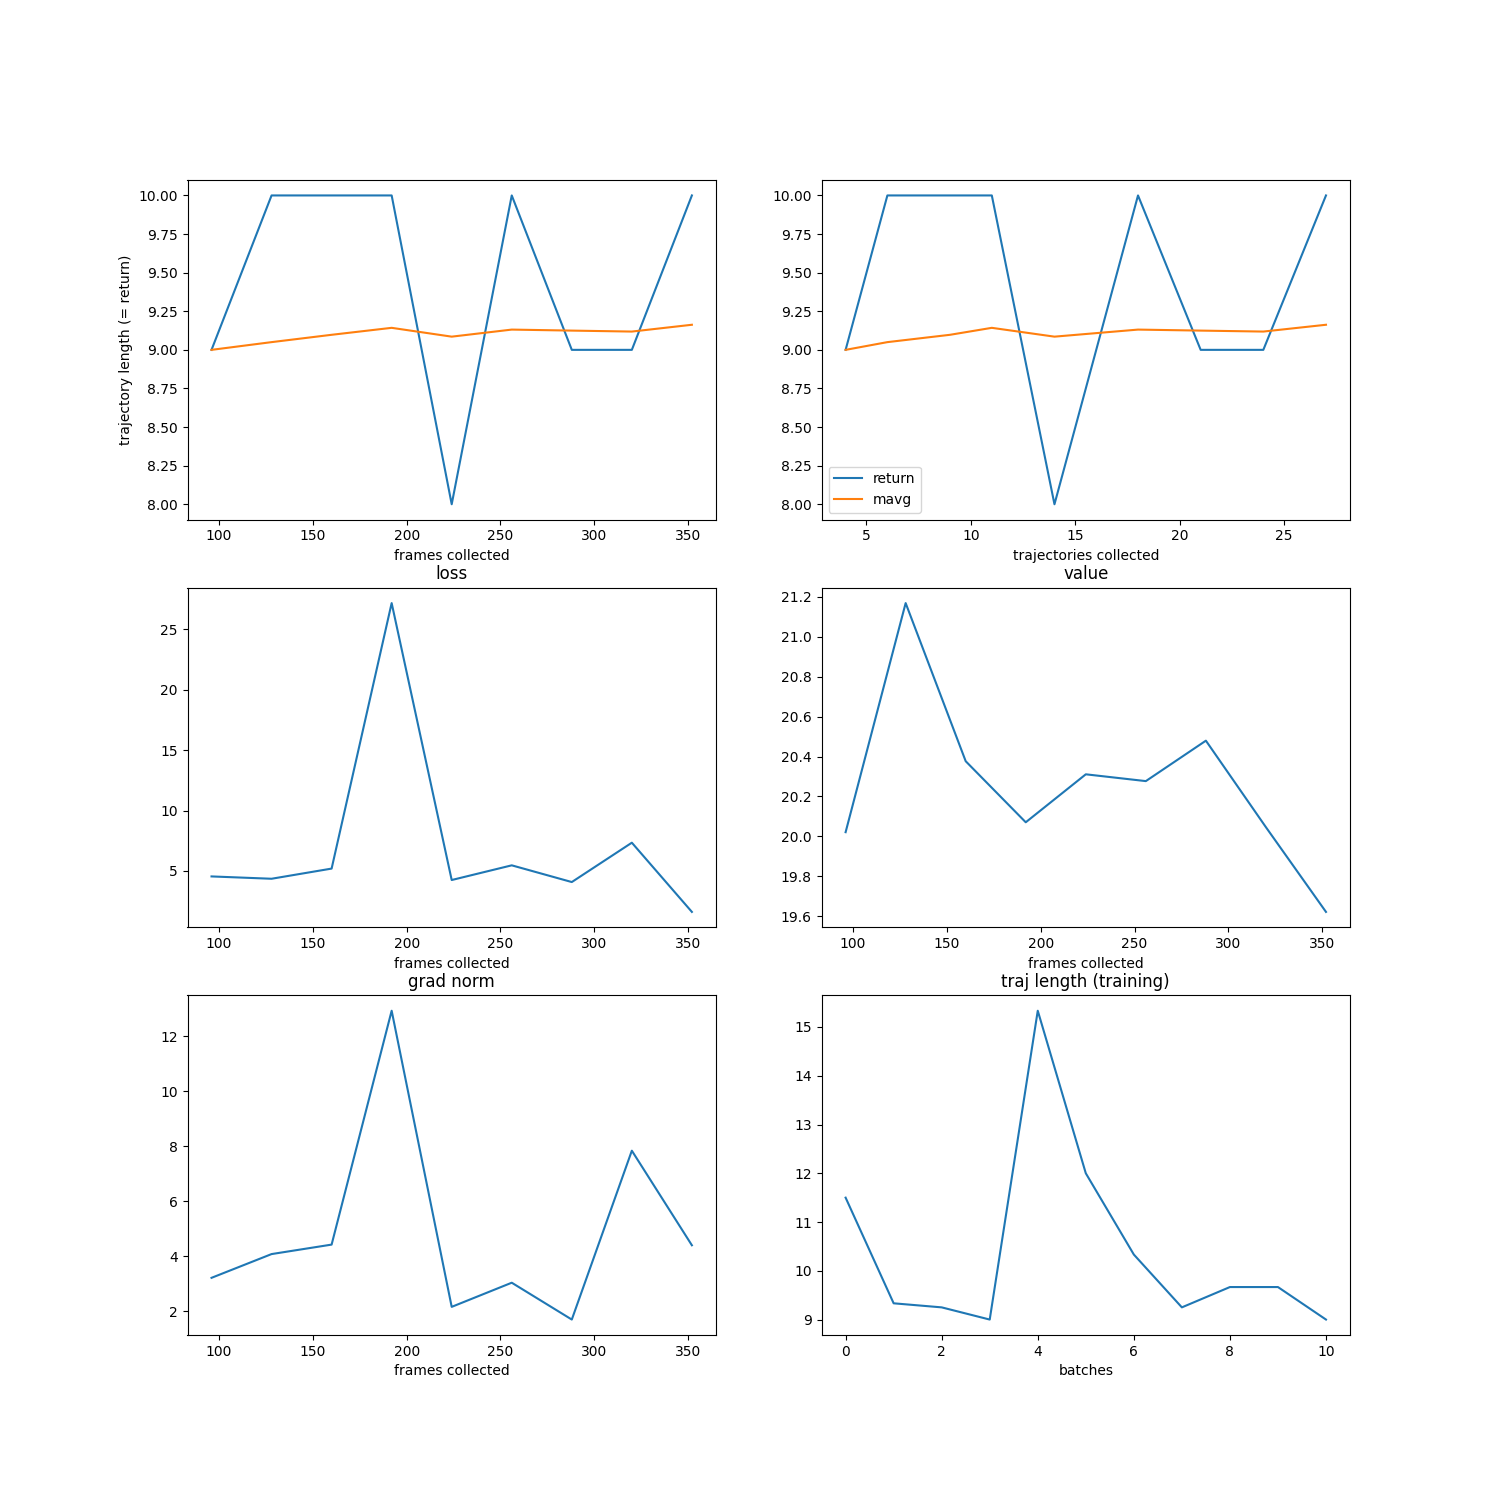 10.00
9.75
9.50
9.25
9.00
8.75
8.50
8.25
8.00
trajectory length (= return)
100 150 200 250 300 350
frames collected
10.00
9.75
9.50
9.25
9.00
8.75
8.50
8.25
8.00
return
mavg
5 10 15 20 25
trajectories collected
loss
25
20
15
10
5
100 150 200 250 300 350
frames collected
value
21.2
21.0
20.8
20.6
20.4
20.2
20.0
19.8
19.6
100 150 200 250 300 350
frames collected
grad norm
12
10
8
6
4
2
100 150 200 250 300 350
frames collected
traj length (training)
15
14
13
12
11
10
9
0 2 4 6 8 10
batches